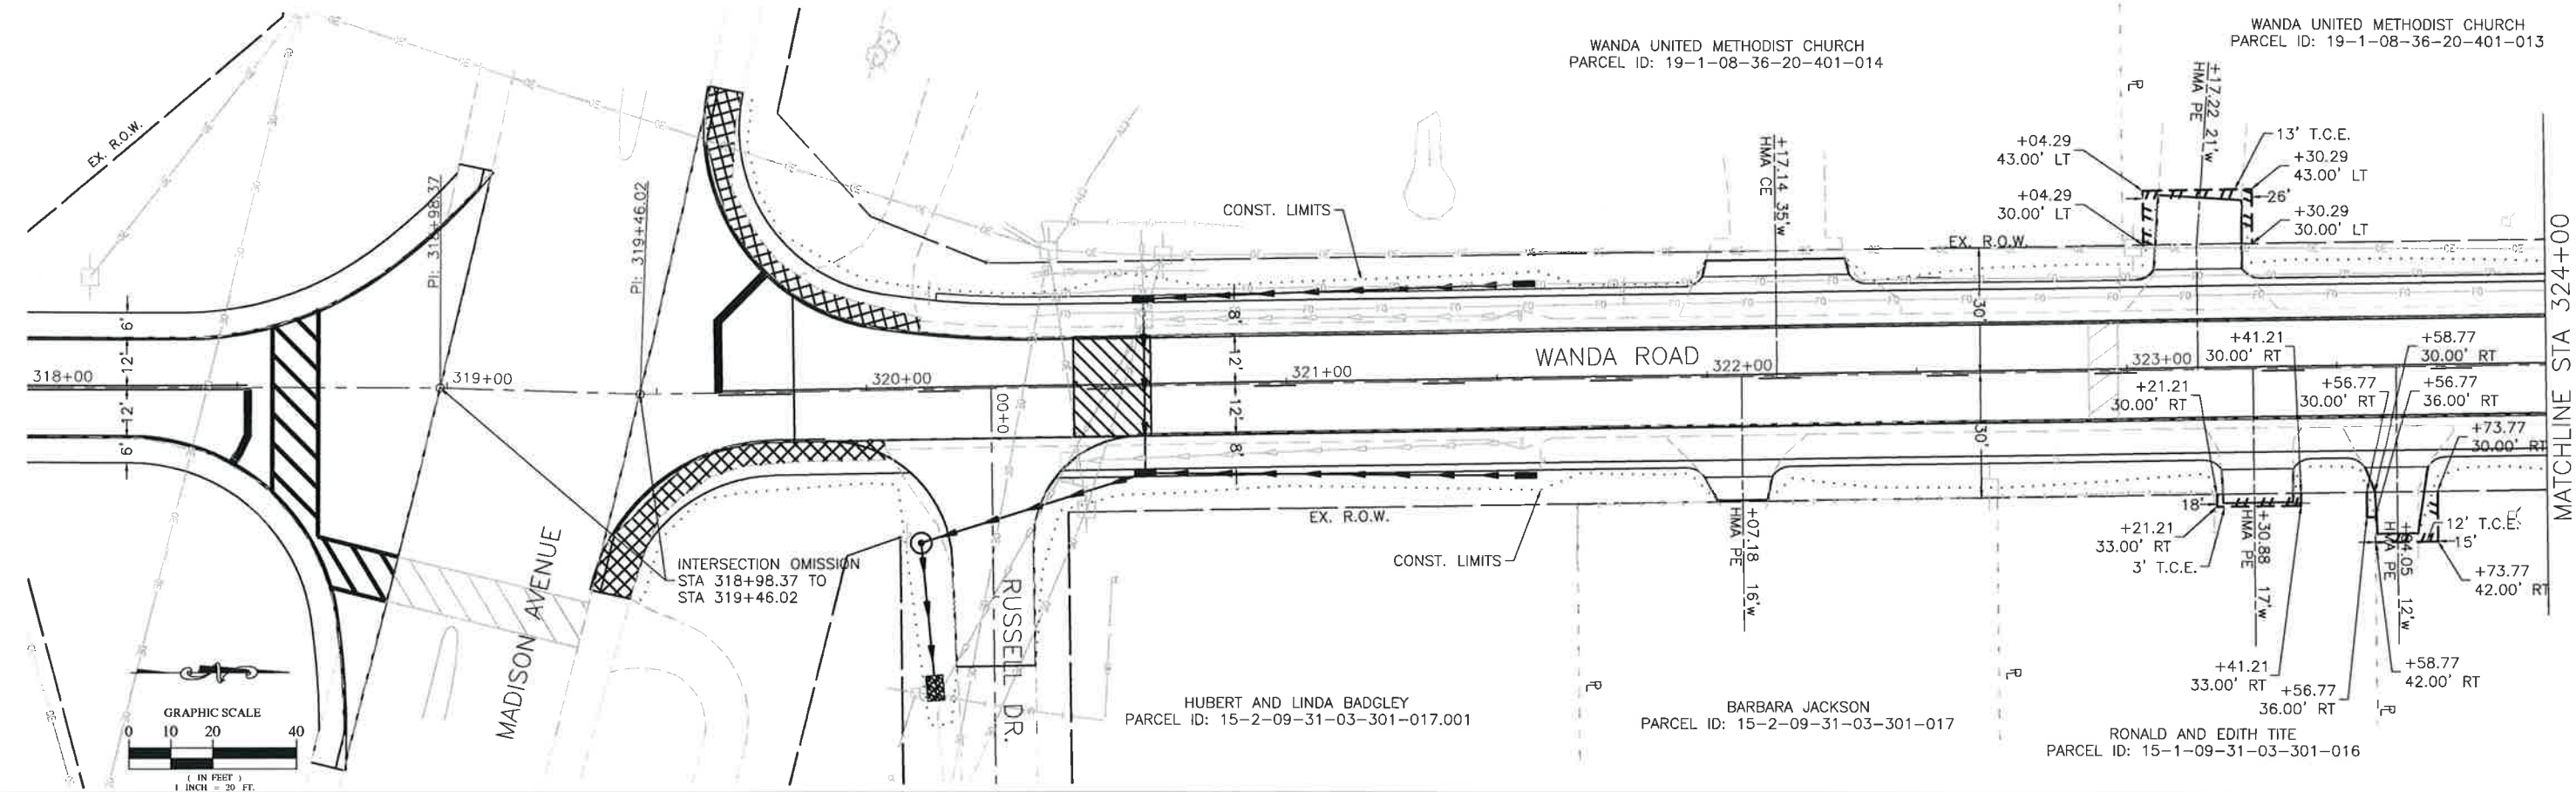 WANDA UNITED METHODIST CHURCH
PARCEL ID: 19-1-08-36-20-401-014
WANDA UNITED METHODIST CHURCH
PARCEL ID: 19-1-08-36-20-401-013
EX. R.O.W.
PI: 318+98.37
PI: 319+46.02
CONST. LIMITS
+17.14 35'w
HMA CE
+17.22 21'w
HMA PE
+04.29
43.00' LT
+04.29
30.00' LT
13' T.C.E.
+30.29
43.00' LT
26'
+30.29
30.00' LT
EX. R.O.W.
MATCHLINE STA 324+00
6'
12'
12'
6'
318+00
319+00
320+00
321+00
322+00
323+00
8'
12'
12'
8'
30'
30'
WANDA ROAD
0+00
+41.21
30.00' RT
+58.77
30.00' RT
+21.21
30.00' RT
+56.77
30.00' RT
+56.77
36.00' RT
+73.77
30.00' RT
18'
+21.21
33.00' RT
3' T.C.E.
12' T.C.E.
15'
+73.77
42.00' RT
+07.18 16'w
HMA PE
+30.88 17'w
HMA PE
12'w
HMA PE
EX. R.O.W.
CONST. LIMITS
INTERSECTION OMISSION
STA 318+98.37 TO
STA 319+46.02
MADISON AVENUE
RUSSELL DR.
+41.21
33.00' RT
+56.77
36.00' RT
+58.77
42.00' RT
HUBERT AND LINDA BADGLEY
PARCEL ID: 15-2-09-31-03-301-017.001
BARBARA JACKSON
PARCEL ID: 15-2-09-31-03-301-017
RONALD AND EDITH TITE
PARCEL ID: 15-1-09-31-03-301-016
GRAPHIC SCALE
0 10 20 40
( IN FEET )
1 INCH = 20 FT.